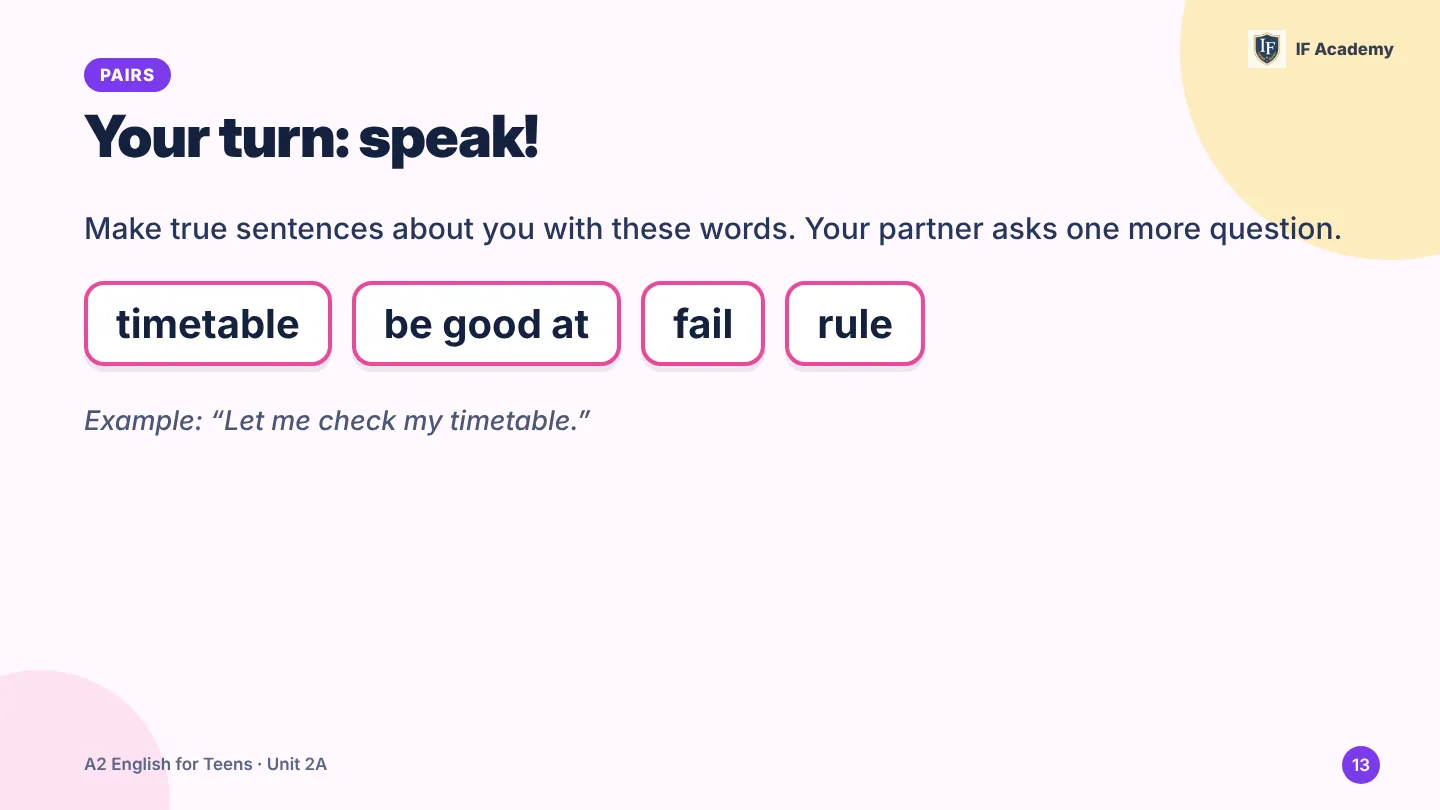 IF
IF Academy
PAIRS
Your turn: speak!
Make true sentences about you with these words. Your partner asks one more question.
timetable
be good at
fail
rule
Example: “Let me check my timetable.”
A2 English for Teens · Unit 2A
13